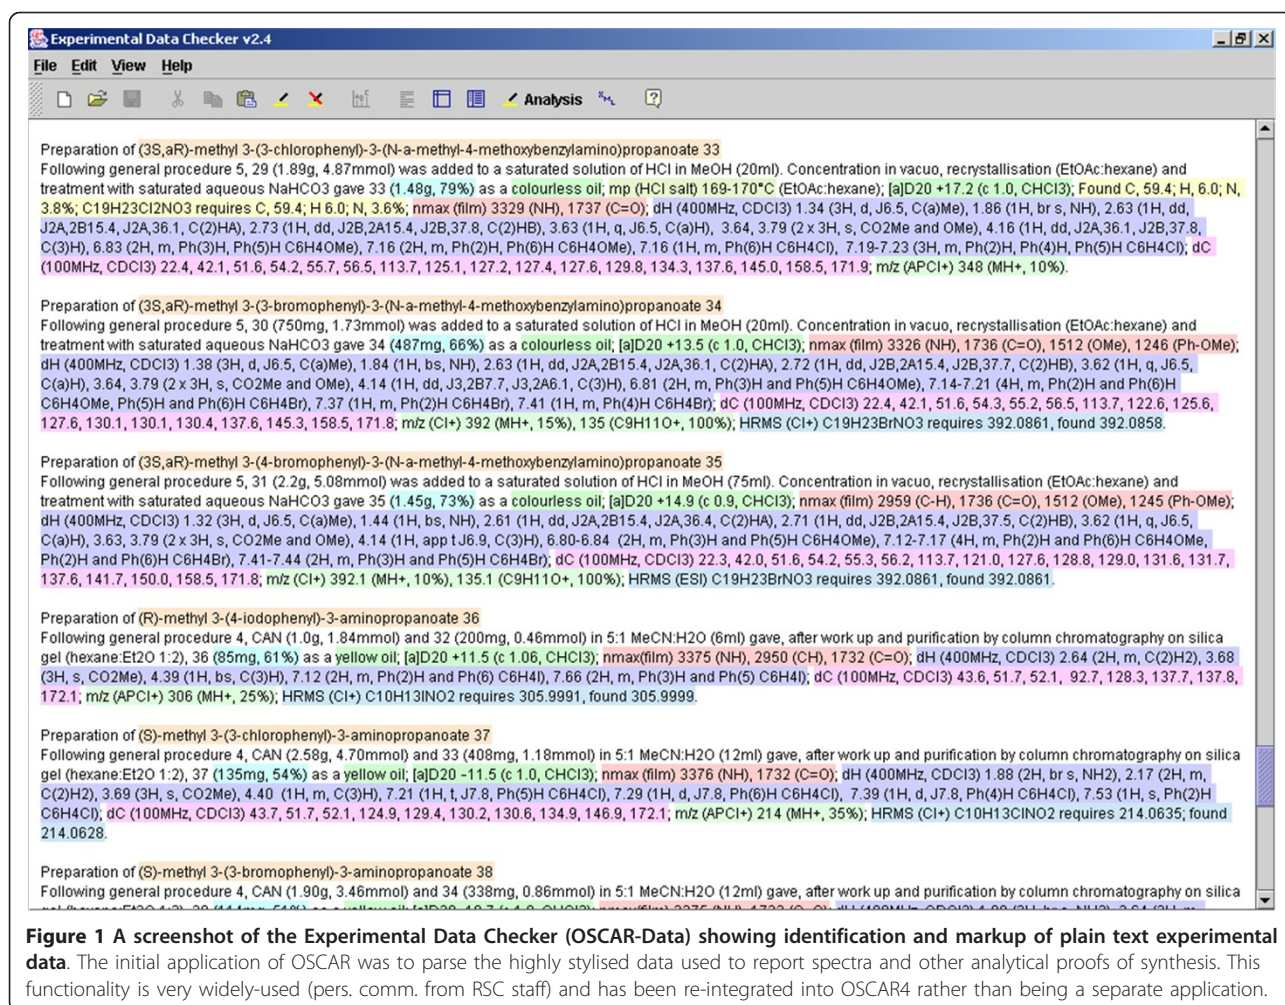 Experimental Data Checker v2.4
File Edit View Help
Analysis XML
Preparation of (3S,aR)-methyl 3-(3-chlorophenyl)-3-(N-a-methyl-4-methoxybenzylamino)propanoate 33
Following general procedure 5, 29 (1.89g, 4.87mmol) was added to a saturated solution of HCl in MeOH (20ml). Concentration in vacuo, recrystallisation (EtOAc:hexane) and
treatment with saturated aqueous NaHCO3 gave 33 (1.48g, 79%) as a colourless oil; mp (HCl salt) 169-170°C (EtOAc:hexane); [a]D20 +17.2 (c 1.0, CHCl3); Found C, 59.4; H, 6.0; N,
3.8%; C19H23Cl2NO3 requires C, 59.4; H 6.0; N, 3.6%; nmax (film) 3329 (NH), 1737 (C=O); dH (400MHz, CDCl3) 1.34 (3H, d, J6.5, C(a)Me), 1.86 (1H, br s, NH), 2.63 (1H, dd,
J2A,2B15.4, J2A,36.1, C(2)HA), 2.73 (1H, dd, J2B,2A15.4, J2B,37.8, C(2)HB), 3.63 (1H, q, J6.5, C(a)H), 3.64, 3.79 (2 x 3H, s, CO2Me and OMe), 4.16 (1H, dd, J2A,36.1, J2B,37.8,
C(3)H), 6.83 (2H, m, Ph(3)H, Ph(5)H C6H4OMe), 7.16 (2H, m, Ph(2)H, Ph(6)H C6H4OMe), 7.16 (1H, m, Ph(6)H C6H4Cl), 7.19-7.23 (3H, m, Ph(2)H, Ph(4)H, Ph(5)H C6H4Cl); dC
(100MHz, CDCl3) 22.4, 42.1, 51.6, 54.2, 55.7, 56.5, 113.7, 125.1, 127.2, 127.4, 127.6, 129.8, 134.3, 137.6, 145.0, 158.5, 171.9; m/z (APCI+) 348 (MH+, 10%).
Preparation of (3S,aR)-methyl 3-(3-bromophenyl)-3-(N-a-methyl-4-methoxybenzylamino)propanoate 34
Following general procedure 5, 30 (750mg, 1.73mmol) was added to a saturated solution of HCl in MeOH (20ml). Concentration in vacuo, recrystallisation (EtOAc:hexane) and
treatment with saturated aqueous NaHCO3 gave 34 (487mg, 66%) as a colourless oil; [a]D20 +13.5 (c 1.0, CHCl3); nmax (film) 3326 (NH), 1736 (C=O), 1512 (OMe), 1246 (Ph-OMe);
dH (400MHz, CDCl3) 1.38 (3H, d, J6.5, C(a)Me), 1.84 (1H, bs, NH), 2.63 (1H, dd, J2A,2B15.4, J2A,36.1, C(2)HA), 2.72 (1H, dd, J2B,2A15.4, J2B,37.7, C(2)HB), 3.62 (1H, q, J6.5,
C(a)H), 3.64, 3.79 (2 x 3H, s, CO2Me and OMe), 4.14 (1H, dd, J3,2B7.7, J3,2A6.1, C(3)H), 6.81 (2H, m, Ph(3)H and Ph(5)H C6H4OMe), 7.14-7.21 (4H, m, Ph(2)H and Ph(6)H
C6H4OMe, Ph(5)H and Ph(6)H C6H4Br), 7.37 (1H, m, Ph(2)H C6H4Br), 7.41 (1H, m, Ph(4)H C6H4Br); dC (100MHz, CDCl3) 22.4, 42.1, 51.6, 54.3, 55.2, 56.5, 113.7, 122.6, 125.6,
127.6, 130.1, 130.1, 130.4, 137.6, 145.3, 158.5, 171.8; m/z (CI+) 392 (MH+, 15%), 135 (C9H11O+, 100%); HRMS (CI+) C19H23BrNO3 requires 392.0861, found 392.0858.
Preparation of (3S,aR)-methyl 3-(4-bromophenyl)-3-(N-a-methyl-4-methoxybenzylamino)propanoate 35
Following general procedure 5, 31 (2.2g, 5.08mmol) was added to a saturated solution of HCl in MeOH (75ml). Concentration in vacuo, recrystallisation (EtOAc:hexane) and
treatment with saturated aqueous NaHCO3 gave 35 (1.45g, 73%) as a colourless oil; [a]D20 +14.9 (c 0.9, CHCl3); nmax (film) 2959 (C-H), 1736 (C=O), 1512 (OMe), 1245 (Ph-OMe);
dH (400MHz, CDCl3) 1.32 (3H, d, J6.5, C(a)Me), 1.44 (1H, bs, NH), 2.61 (1H, dd, J2A,2B15.4, J2A,36.4, C(2)HA), 2.71 (1H, dd, J2B,2A15.4, J2B,37.5, C(2)HB), 3.62 (1H, q, J6.5,
C(a)H), 3.63, 3.79 (2 x 3H, s, CO2Me and OMe), 4.14 (1H, app t J6.9, C(3)H), 6.80-6.84 (2H, m, Ph(3)H and Ph(5)H C6H4OMe), 7.12-7.17 (4H, m, Ph(2)H and Ph(6)H C6H4OMe,
Ph(2)H and Ph(6)H C6H4Br), 7.41-7.44 (2H, m, Ph(3)H and Ph(5)H C6H4Br); dC (100MHz, CDCl3) 22.3, 42.0, 51.6, 54.2, 55.3, 56.2, 113.7, 121.0, 127.6, 128.8, 129.0, 131.6, 131.7,
137.6, 141.7, 150.0, 158.5, 171.8; m/z (CI+) 392.1 (MH+, 10%), 135.1 (C9H11O+, 100%); HRMS (ESI) C19H23BrNO3 requires 392.0861, found 392.0861.
Preparation of (R)-methyl 3-(4-iodophenyl)-3-aminopropanoate 36
Following general procedure 4, CAN (1.0g, 1.84mmol) and 32 (200mg, 0.46mmol) in 5:1 MeCN:H2O (6ml) gave, after work up and purification by column chromatography on silica
gel (hexane:Et2O 1:2), 36 (85mg, 61%) as a yellow oil; [a]D20 +11.5 (c 1.06, CHCl3); nmax(film) 3375 (NH), 2950 (CH), 1732 (C=O); dH (400MHz, CDCl3) 2.64 (2H, m, C(2)H2), 3.68
(3H, s, CO2Me), 4.39 (1H, bs, C(3)H), 7.12 (2H, m, Ph(2)H and Ph(6) C6H4I), 7.66 (2H, m, Ph(3)H and Ph(5) C6H4I); dC (100MHz, CDCl3) 43.6, 51.7, 52.1, 92.7, 128.3, 137.7, 137.8,
172.1; m/z (APCI+) 306 (MH+, 25%); HRMS (CI+) C10H13INO2 requires 305.9991, found 305.9999.
Preparation of (S)-methyl 3-(3-chlorophenyl)-3-aminopropanoate 37
Following general procedure 4, CAN (2.58g, 4.70mmol) and 33 (408mg, 1.18mmol) in 5:1 MeCN:H2O (12ml) gave, after work up and purification by column chromatography on silica
gel (hexane:Et2O 1:2), 37 (135mg, 54%) as a yellow oil; [a]D20 -11.5 (c 1.0, CHCl3); nmax(film) 3376 (NH), 1732 (C=O); dH (400MHz, CDCl3) 1.88 (2H, br s, NH2), 2.17 (2H, m,
C(2)H2), 3.69 (3H, s, CO2Me), 4.40 (1H, m, C(3)H), 7.21 (1H, t, J7.8, Ph(5)H C6H4Cl), 7.29 (1H, d, J7.8, Ph(6)H C6H4Cl), 7.39 (1H, d, J7.8, Ph(4)H C6H4Cl), 7.53 (1H, s, Ph(2)H
C6H4Cl); dC (100MHz, CDCl3) 43.7, 51.7, 52.1, 124.9, 129.4, 130.2, 130.6, 134.9, 146.9, 172.1; m/z (APCI+) 214 (MH+, 35%); HRMS (CI+) C10H13ClNO2 requires 214.0635; found
214.0628.
Preparation of (S)-methyl 3-(3-bromophenyl)-3-aminopropanoate 38
Following general procedure 4, CAN (1.90g, 3.46mmol) and 34 (338mg, 0.86mmol) in 5:1 MeCN:H2O (12ml) gave, after work up and purification by column chromatography on silica
Figure 1 A screenshot of the Experimental Data Checker (OSCAR-Data) showing identification and markup of plain text experimental
data. The initial application of OSCAR was to parse the highly stylised data used to report spectra and other analytical proofs of synthesis. This
functionality is very widely-used (pers. comm. from RSC staff) and has been re-integrated into OSCAR4 rather than being a separate application.